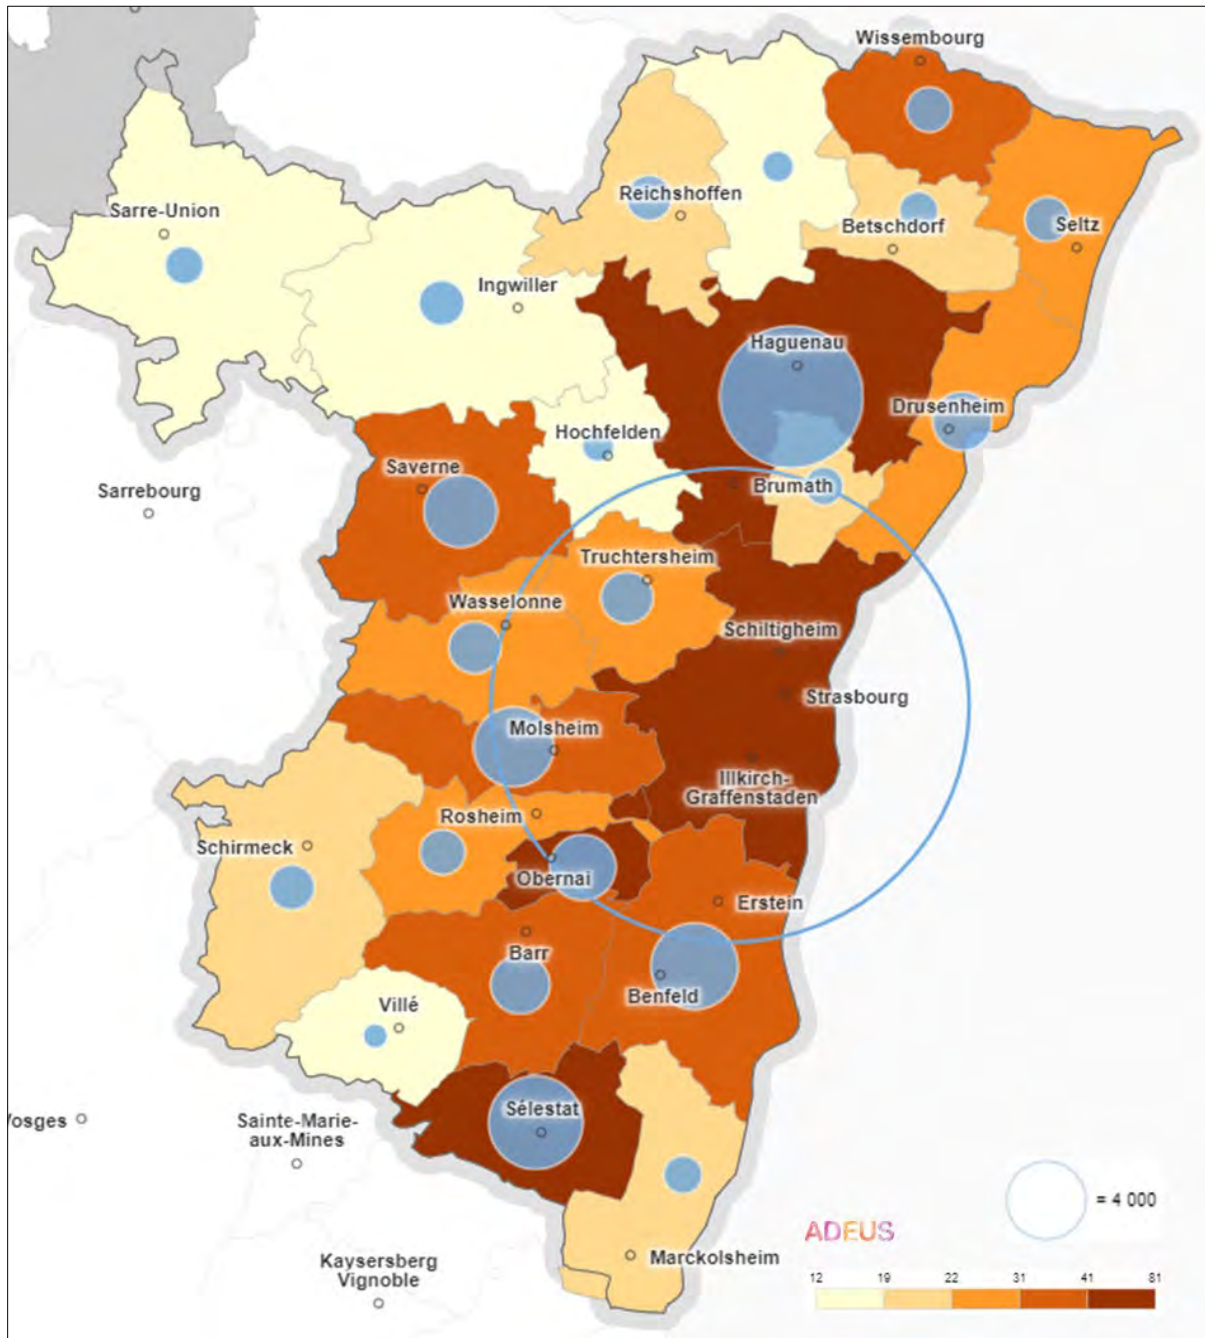 Wissembourg
Reichshoffen
Sarre-Union
Betschdorf
Seltz
Ingwiller
Haguenau
Drusenheim
Hochfelden
Saverne
Sarrebourg
Brumath
Truchtersheim
Wasselonne
Schiltigheim
Strasbourg
Molsheim
Illkirch-
Graffenstaden
Rosheim
Schirmeck
Obernai
Erstein
Barr
Benfeld
Villé
Sélestat
Vosges
Sainte-Marie-
aux-Mines
= 4 000
ADEUS
Marckolsheim
Kaysersberg
Vignoble
12 19 22 31 41 81